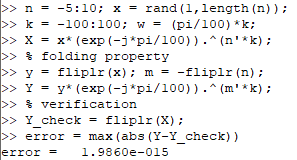 >> n = -5:10; x = rand(1,length(n));
>> k = -100:100; w = (pi/100)*k;
>> X = x*(exp(-j*pi/100)).^(n'*k);
>> % folding property
>> y = fliplr(x); m = -fliplr(n);
>> Y = y*(exp(-j*pi/100)).^(m'*k);
>> % verification
>> Y_check = fliplr(X);
>> error = max(abs(Y-Y_check))
error =    1.9860e-015